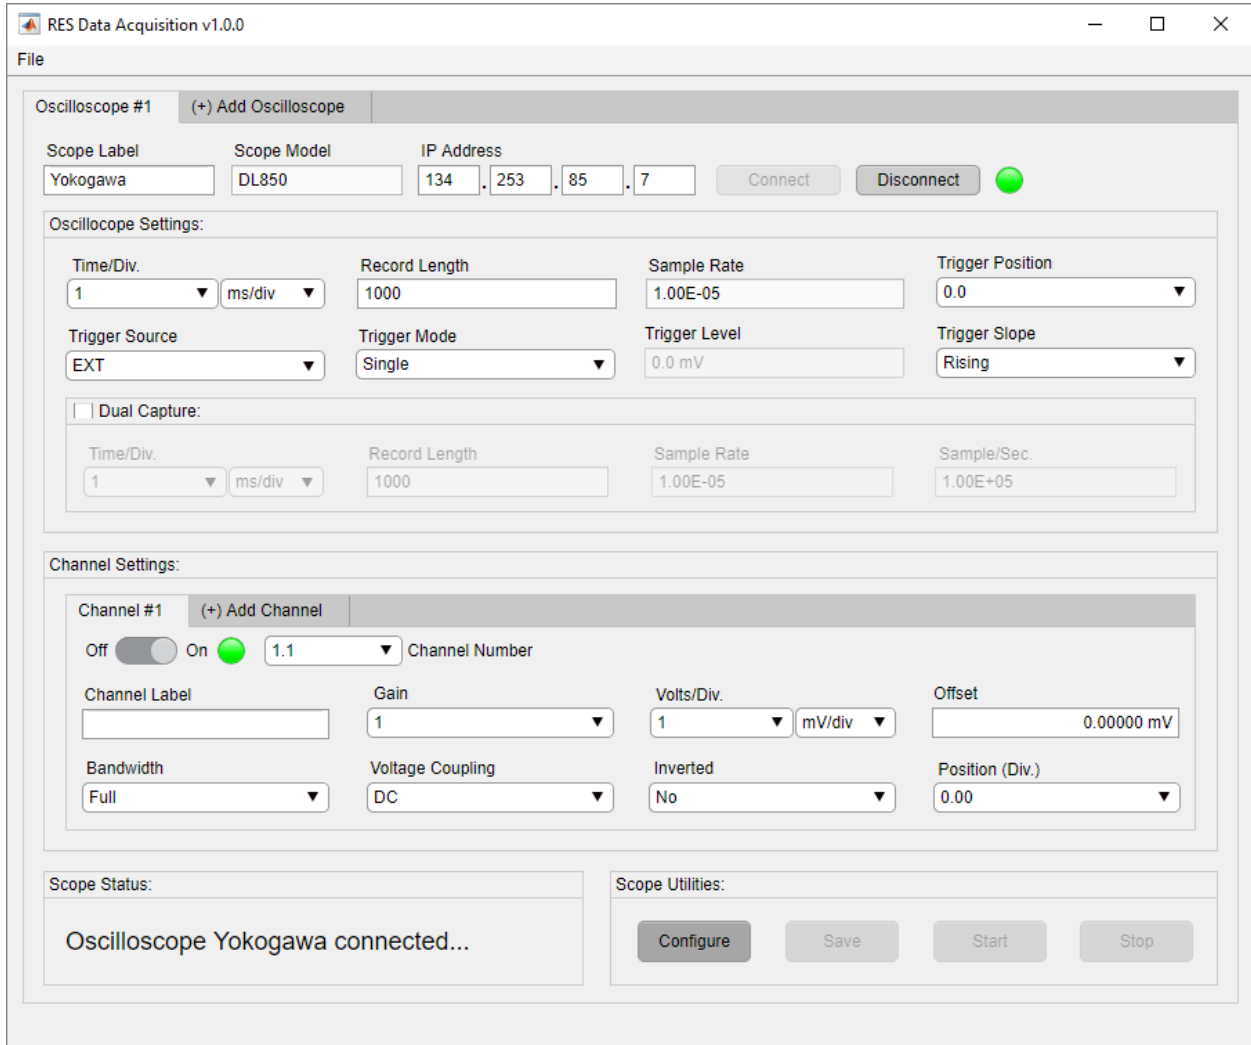 RES Data Acquisition v1.0.0
File
Oscilloscope #1 (+) Add Oscilloscope
Scope Label Scope Model IP Address
Yokogawa DL850 134 . 253 . 85 . 7 Connect Disconnect
Oscillocope Settings:
Time/Div. Record Length Sample Rate Trigger Position
1 ms/div 1000 1.00E-05 0.0
Trigger Source Trigger Mode Trigger Level Trigger Slope
EXT Single 0.0 mV Rising
Dual Capture:
Time/Div. Record Length Sample Rate Sample/Sec.
1 ms/div 1000 1.00E-05 1.00E+05
Channel Settings:
Channel #1 (+) Add Channel
Off On 1.1 Channel Number
Channel Label Gain Volts/Div. Offset
1 1 mV/div 0.00000 mV
Bandwidth Voltage Coupling Inverted Position (Div.)
Full DC No 0.00
Scope Status: Scope Utilities:
Oscilloscope Yokogawa connected... Configure Save Start Stop